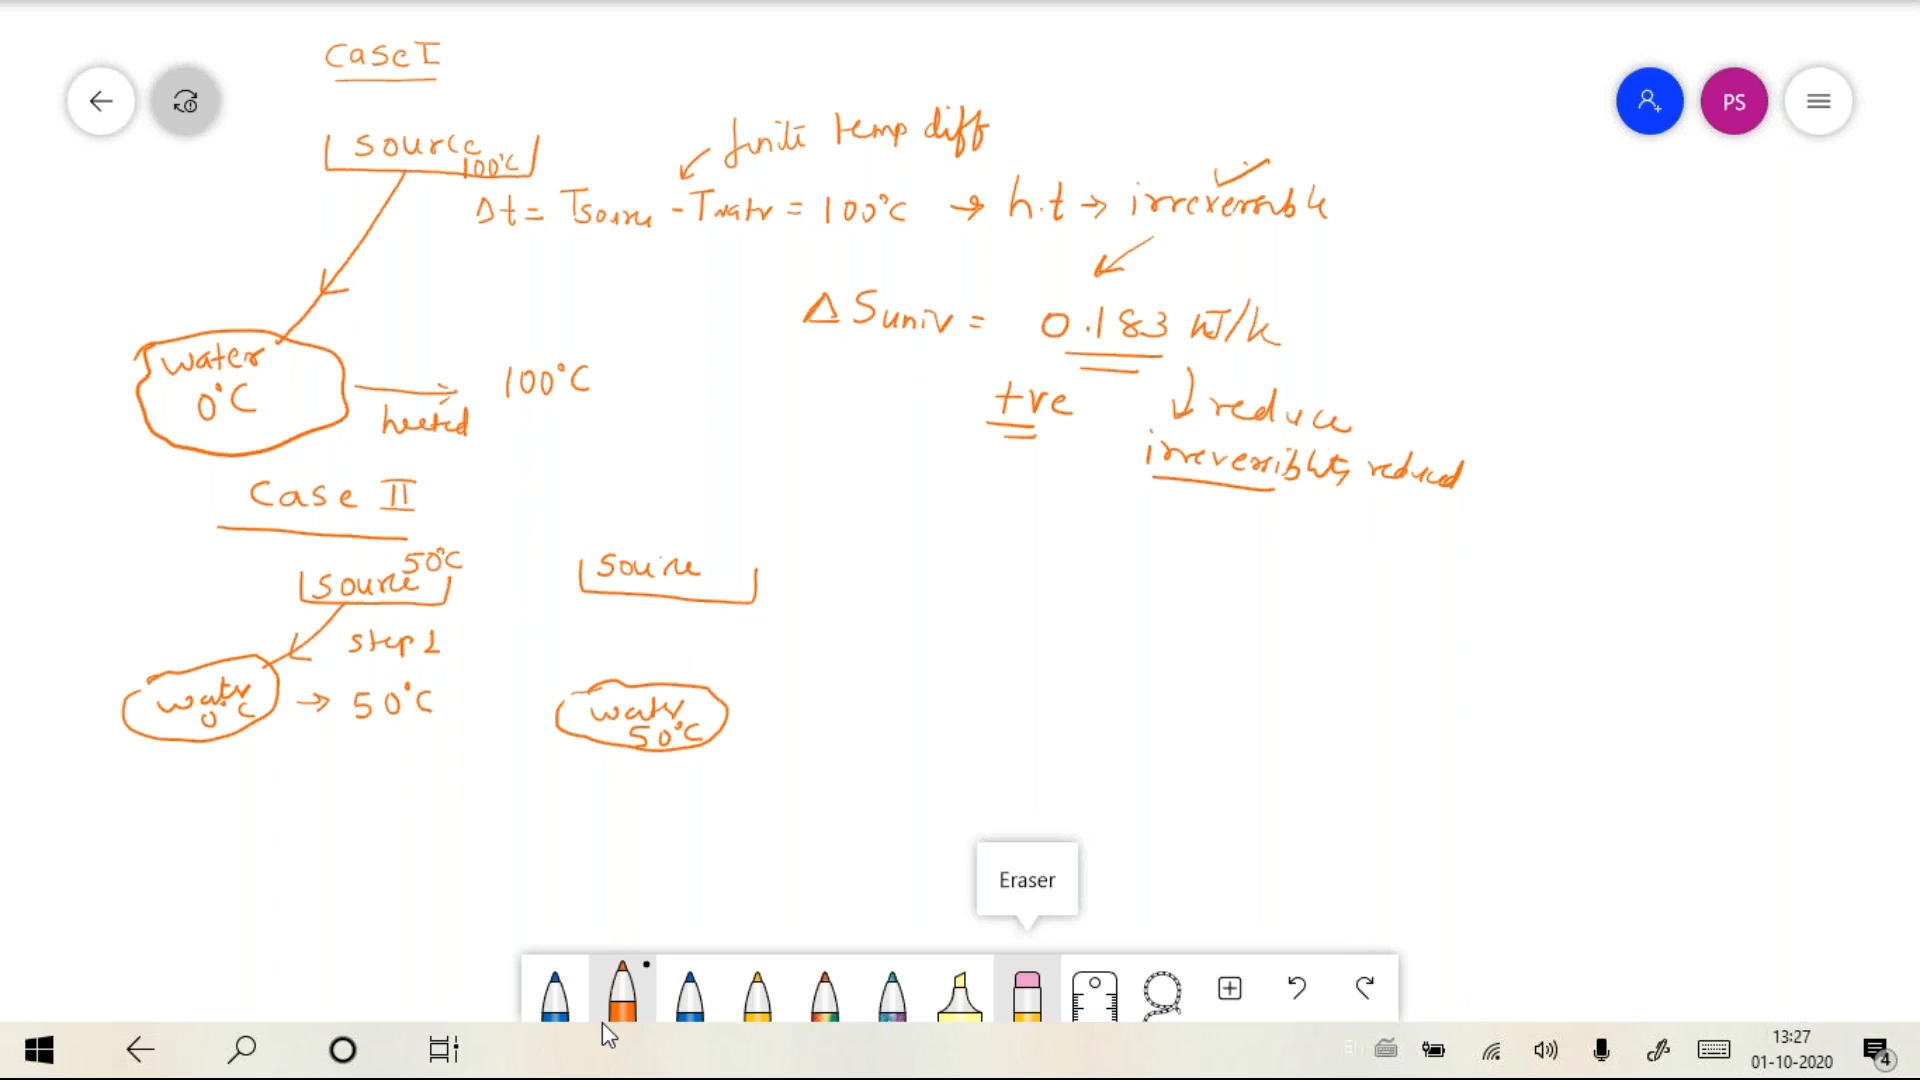 Case I
source 100°C
finite temp diff
Δt = Tsource - Twater = 100°C → h.t → irreversible
ΔSuniv = 0.183 kJ/k
+ve
reduce
irreversiblity reduced
water
0°C
heated
100°C
Case II
source 50°C
step 1
water
0°C
→ 50°C
source
water
50°C
PS
Eraser
13:27
01-10-2020
4